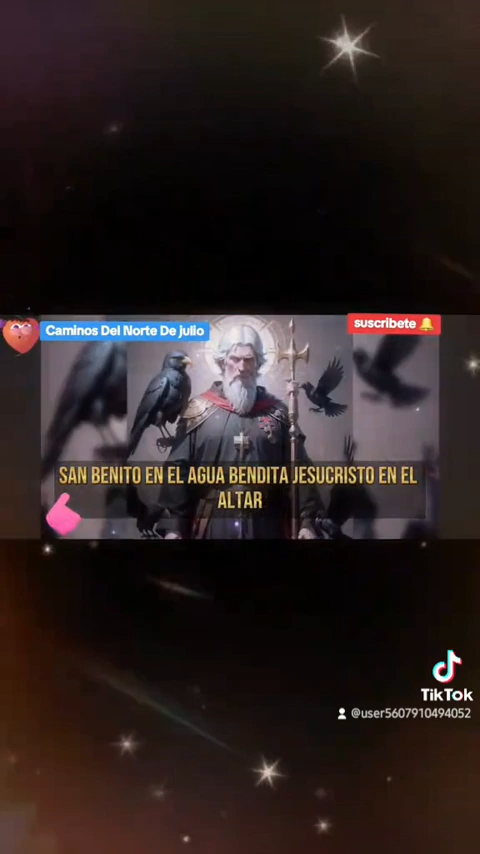 Caminos Del Norte De julio
suscribete 🔔
SAN BENITO EN EL AGUA BENDITA JESUCRISTO EN EL
ALTAR
TikTok
@user5607910494052